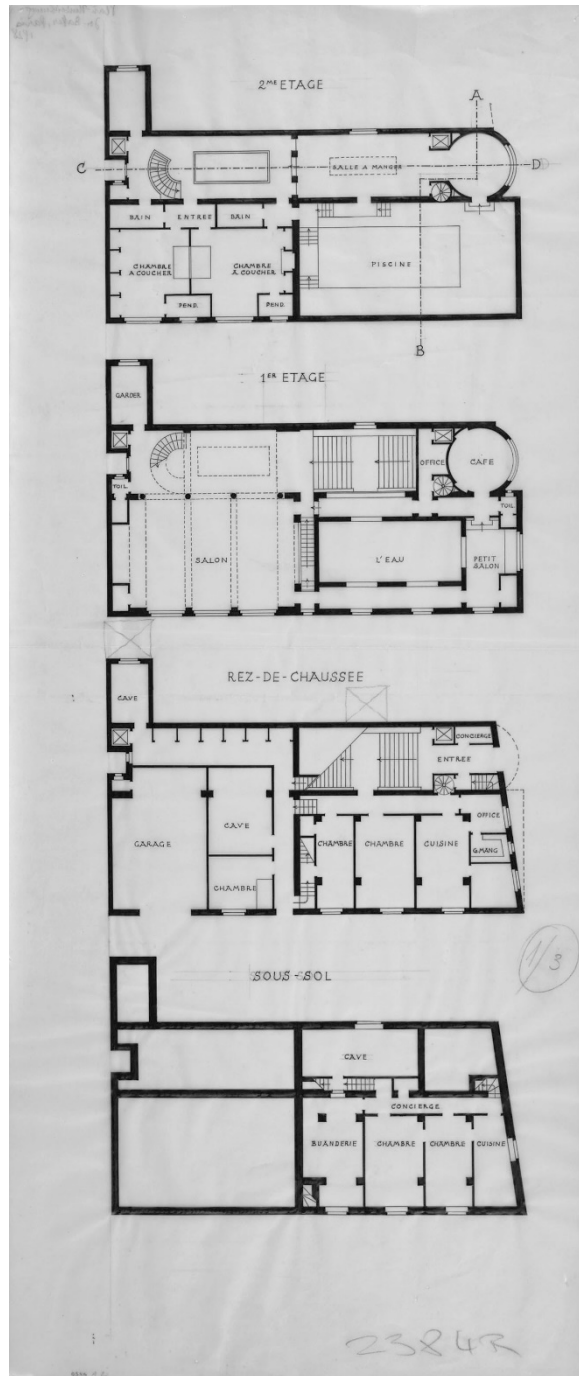 2ME ETAGE
A
C
SALLE A MANGER
D
BAIN
ENTREE
BAIN
CHAMBRE A COUCHER
CHAMBRE A COUCHER
PISCINE
PEND.
PEND.
B
1ER ETAGE
GARDER
OFFICE
CAFE
TOIL
TOIL
SALON
L'EAU
PETIT SALON
REZ-DE-CHAUSSEE
CAVE
CONCIERGE
ENTREE
OFFICE
GARAGE
CAVE
CHAMBRE
CHAMBRE
CUISINE
G.MANG
CHAMBRE
1/3
SOUS-SOL
CAVE
CONCIERGE
BUANDERIE
CHAMBRE
CHAMBRE
CUISINE
2384R